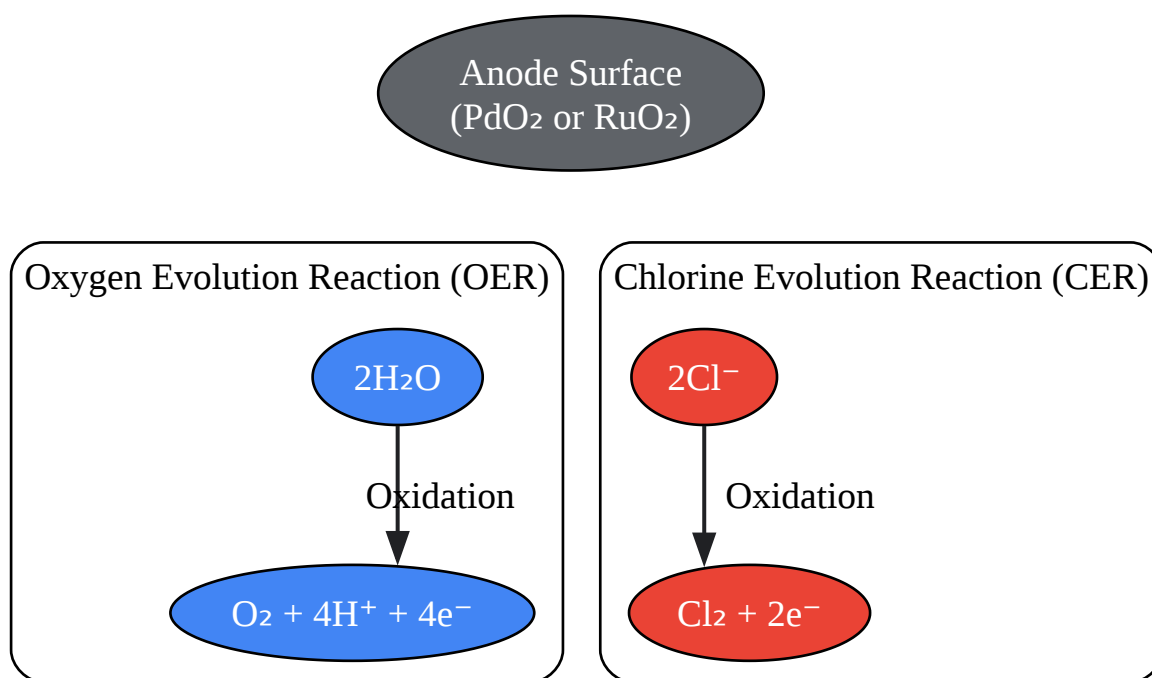 Anode Surface
(PdO₂ or RuO₂)
Oxygen Evolution Reaction (OER)
2H₂O
Oxidation
O₂ + 4H⁺ + 4e⁻
Chlorine Evolution Reaction (CER)
2Cl⁻
Oxidation
Cl₂ + 2e⁻